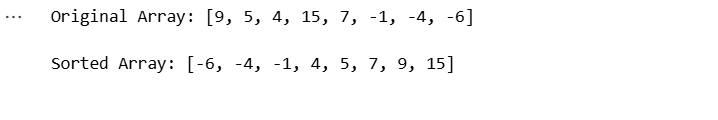 Original Array: [9, 5, 4, 15, 7, -1, -4, -6]
Sorted Array: [-6, -4, -1, 4, 5, 7, 9, 15]